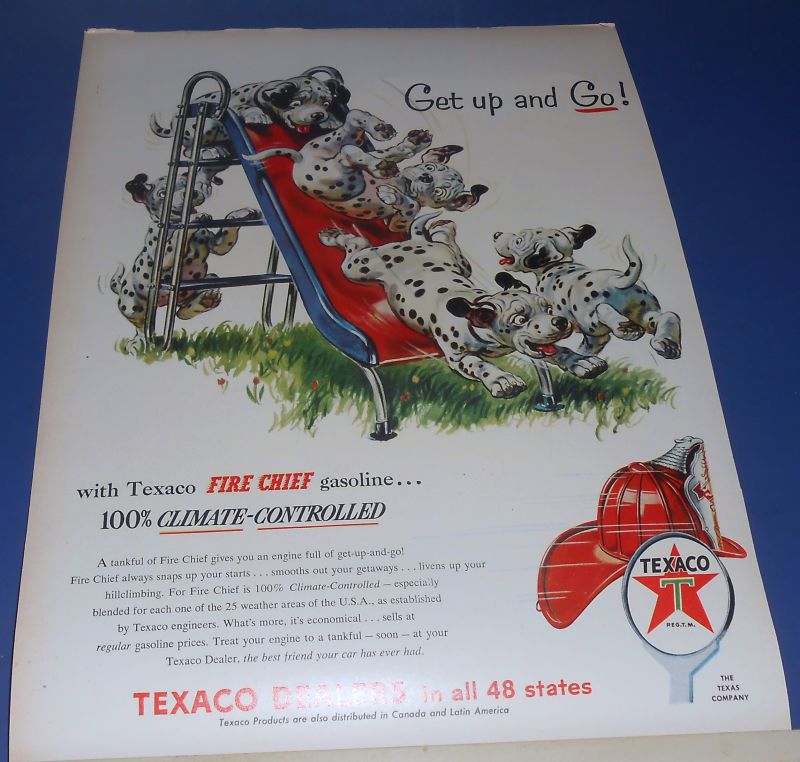 Get up and Go!
with Texaco FIRE CHIEF gasoline...
100% CLIMATE-CONTROLLED
A tankful of Fire Chief gives you an engine full of get-up-and-go!
Fire Chief always snaps up your starts . . . smooths out your getaways . . . livens up your
hillclimbing. For Fire Chief is 100% Climate-Controlled — especially
blended for each one of the 25 weather areas of the U.S.A., as established
by Texaco engineers. What's more, it's economical . . . sells at
regular gasoline prices. Treat your engine to a tankful — soon — at your
Texaco Dealer, the best friend your car has ever had.
TEXACO
T
REG.T.M.
THE
TEXAS
COMPANY
TEXACO DEALERS in all 48 states
Texaco Products are also distributed in Canada and Latin America